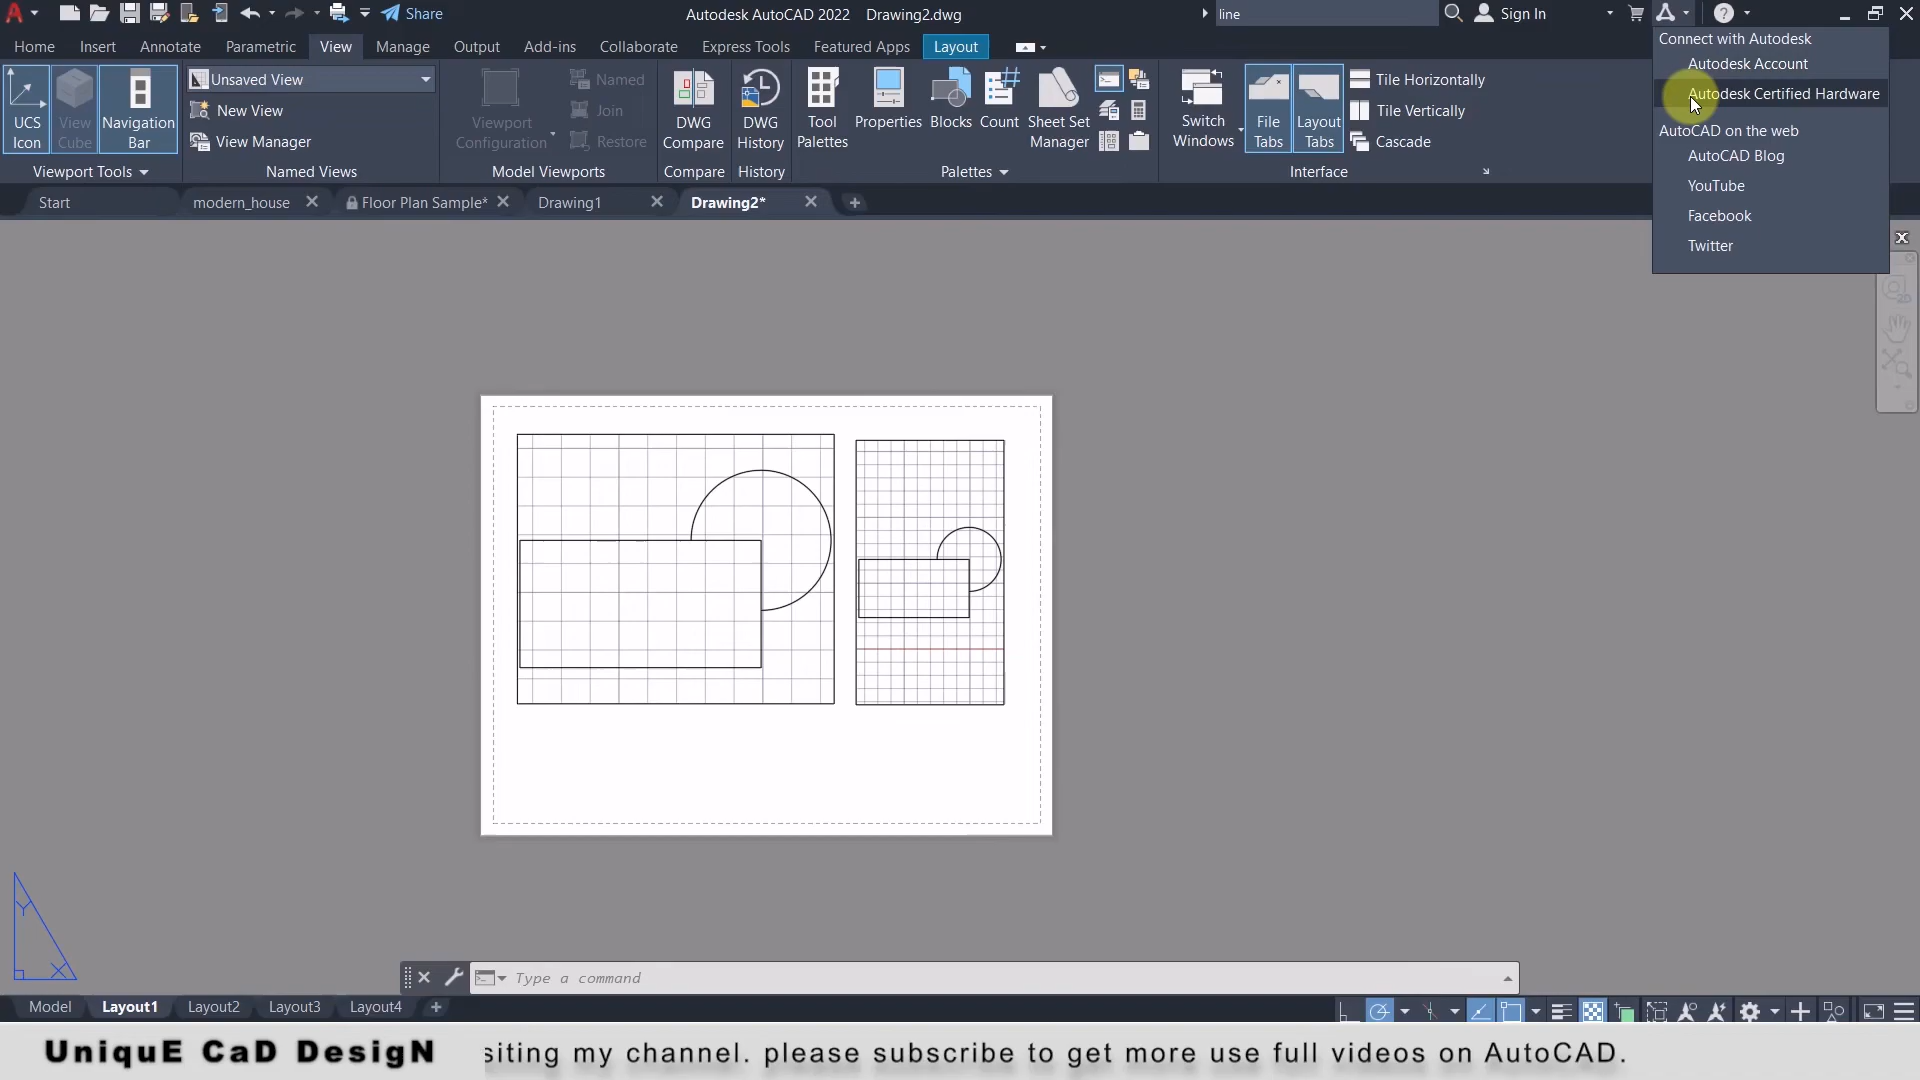 Share
Autodesk AutoCAD 2022 Drawing2.dwg
line
Sign In
Home Insert Annotate Parametric View Manage Output Add-ins Collaborate Express Tools Featured Apps Layout
Connect with Autodesk
Autodesk Account
Autodesk Certified Hardware
AutoCAD on the web
AutoCAD Blog
YouTube
Facebook
Twitter
UCS
Icon
View
Cube
Navigation
Bar
Viewport Tools
Unsaved View
New View
View Manager
Named Views
Viewport
Configuration
Named
Join
Restore
Model Viewports
DWG
Compare
Compare
DWG
History
History
Tool
Palettes
Properties
Blocks
Count
Sheet Set
Manager
Palettes
Switch
Windows
File
Tabs
Layout
Tabs
Tile Horizontally
Tile Vertically
Cascade
Interface
Start modern_house Floor Plan Sample* Drawing1 Drawing2*
Y
X
Type a command
Model Layout1 Layout2 Layout3 Layout4
UniquE CaD DesigN
siting my channel. please subscribe to get more use full videos on AutoCAD.